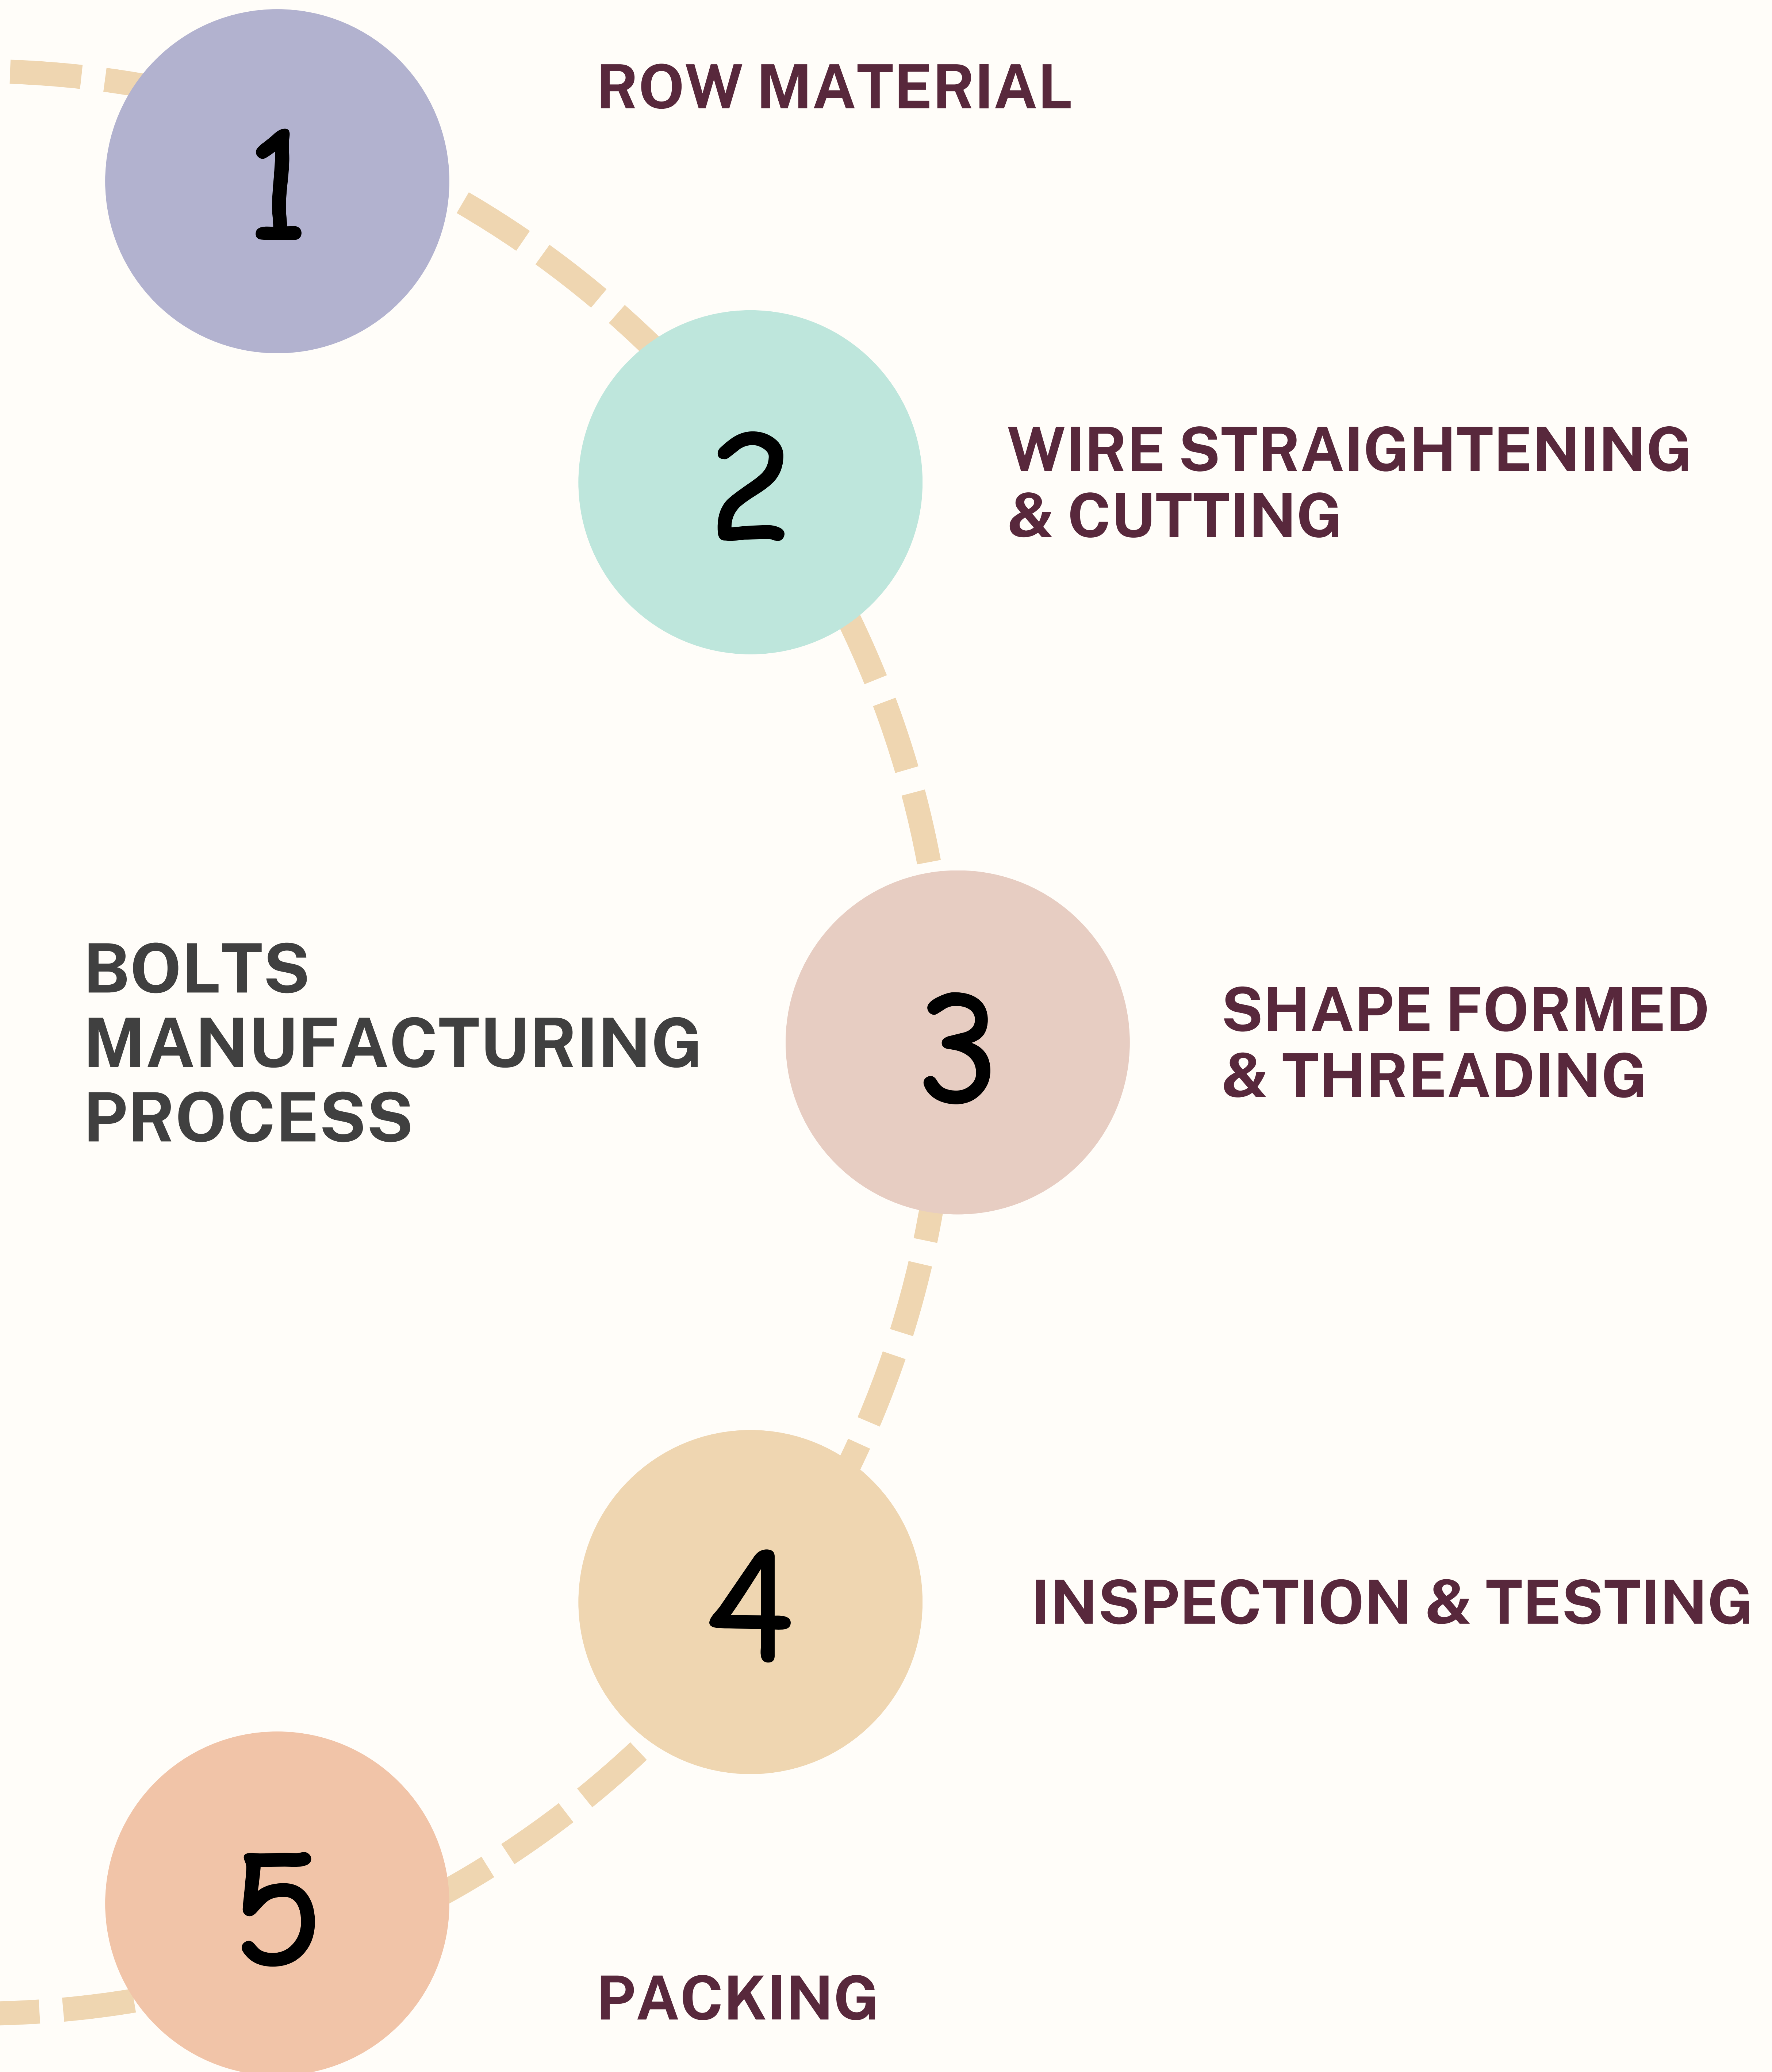 1
ROW MATERIAL
2
WIRE STRAIGHTENING
& CUTTING
BOLTS
MANUFACTURING
PROCESS
3
SHAPE FORMED
& THREADING
4
INSPECTION & TESTING
5
PACKING